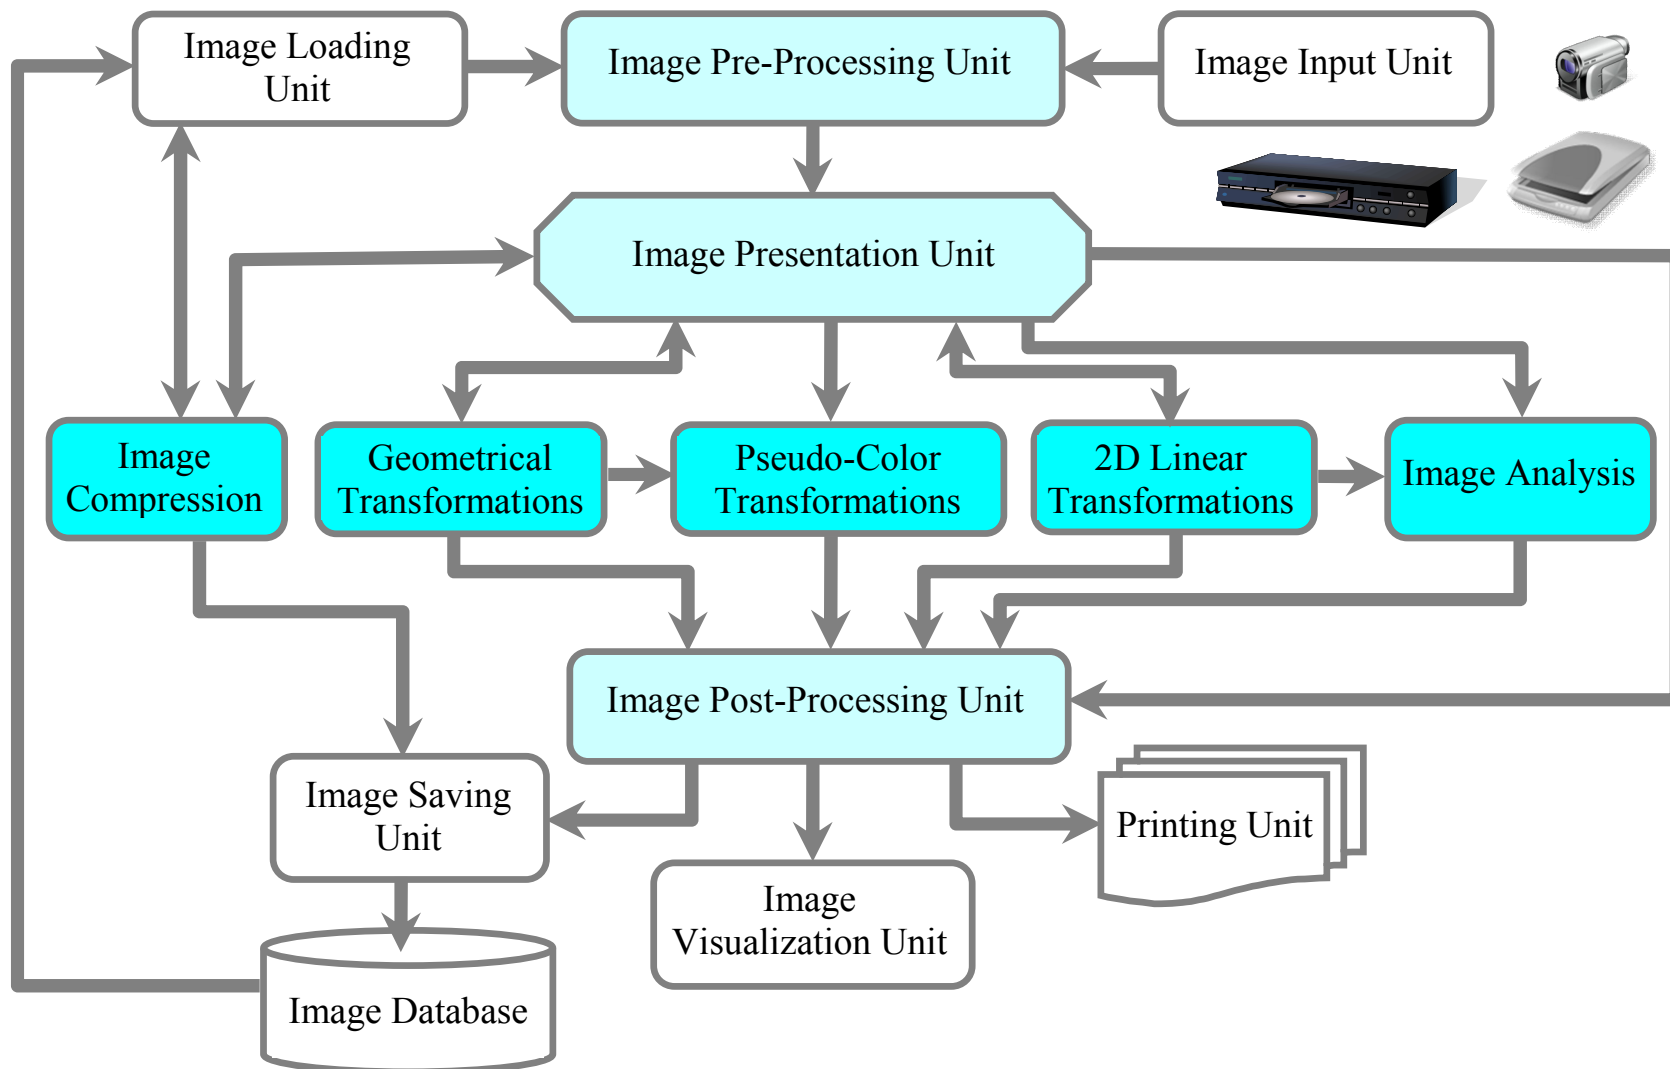 Image Loading
Unit
Image Pre-Processing Unit
Image Input Unit
Image Presentation Unit
Image
Compression
Geometrical
Transformations
Pseudo-Color
Transformations
2D Linear
Transformations
Image Analysis
Image Post-Processing Unit
Image Saving
Unit
Printing Unit
Image
Visualization Unit
Image Database